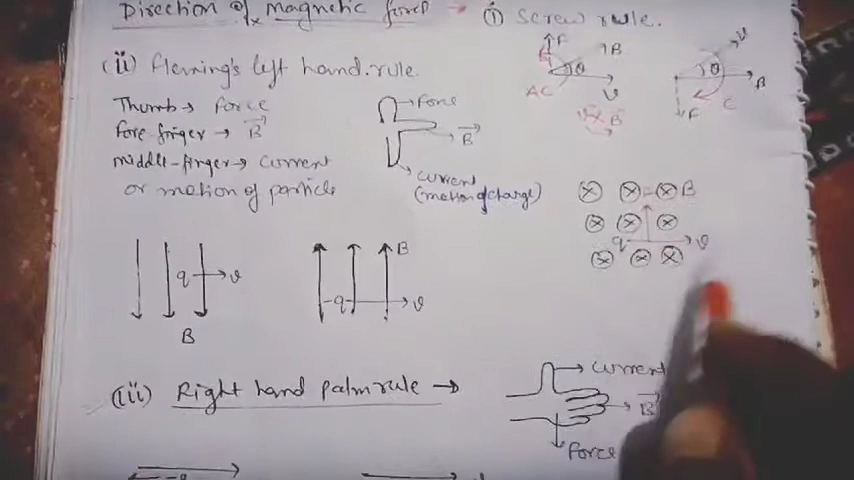 Direction of magnetic force → (i) Screw rule.
F B θ v AC
v θ B C F
v × B
(ii) Fleming's left hand rule
Thumb → Force
Fore finger → B
Middle-finger → Current
or motion of particle
Force
B
Current
(motion of charge)
B
q v
q v
B
B
-q v
(iii) Right hand palm rule →
Current
B
Force